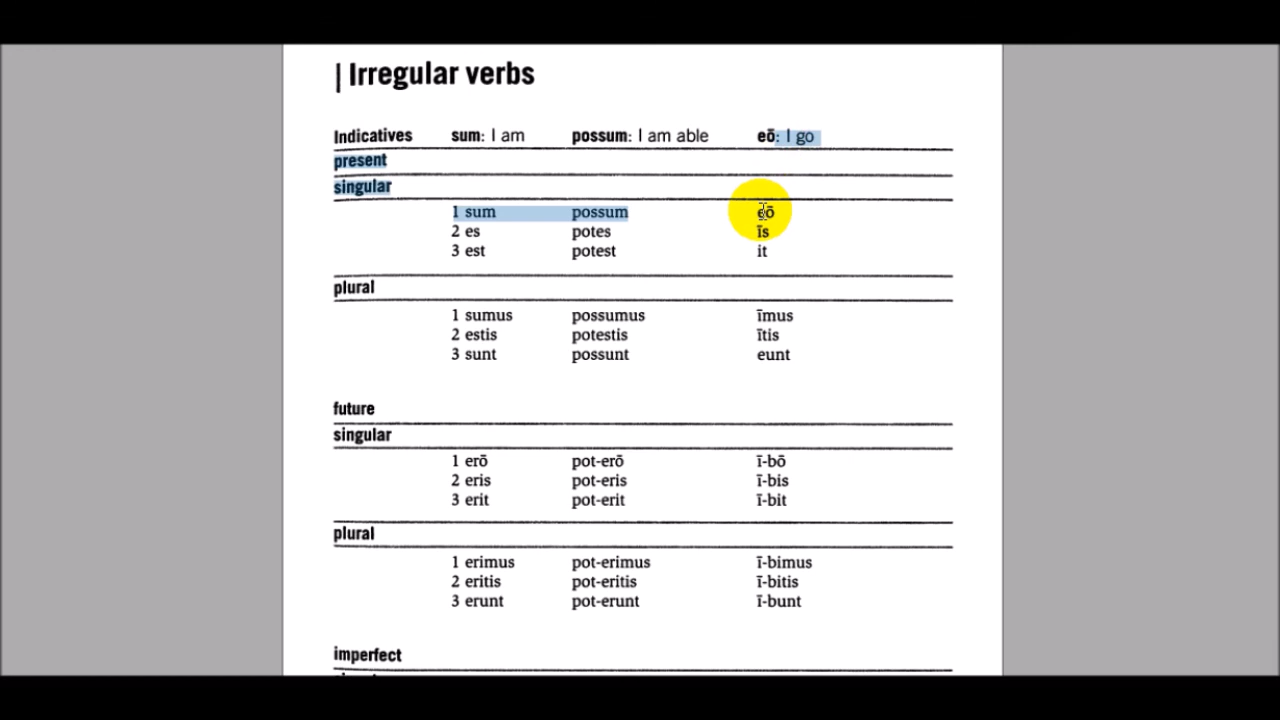 | Irregular verbs
Indicatives sum: I am possum: I am able eō: I go
present
singular
1 sum possum eō
2 es potes īs
3 est potest it
plural
1 sumus possumus īmus
2 estis potestis ītis
3 sunt possunt eunt
future
singular
1 erō pot-erō ī-bō
2 eris pot-eris ī-bis
3 erit pot-erit ī-bit
plural
1 erimus pot-erimus ī-bimus
2 eritis pot-eritis ī-bitis
3 erunt pot-erunt ī-bunt
imperfect